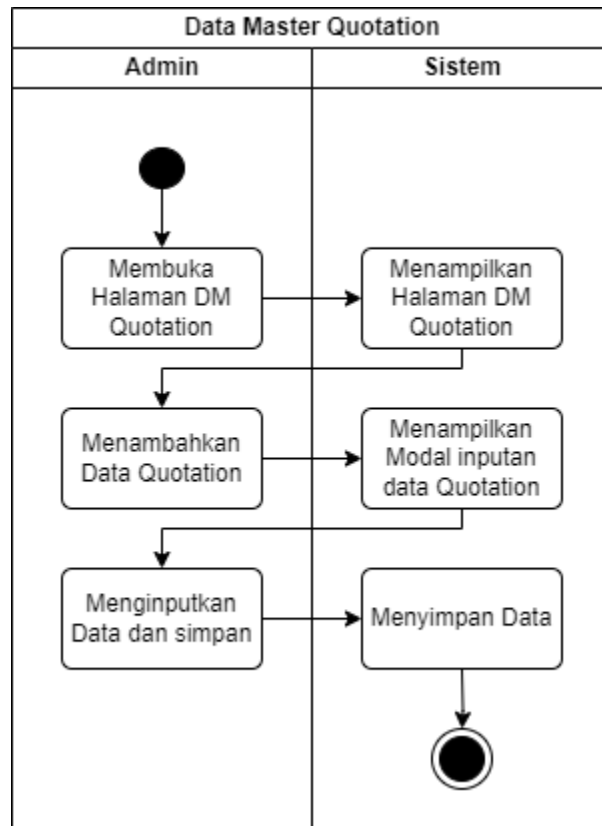 Data Master Quotation
Admin
Sistem
Membuka
Halaman DM
Quotation
Menampilkan
Halaman DM
Quotation
Menambahkan
Data Quotation
Menampilkan
Modal inputan
data Quotation
Menginputkan
Data dan simpan
Menyimpan Data